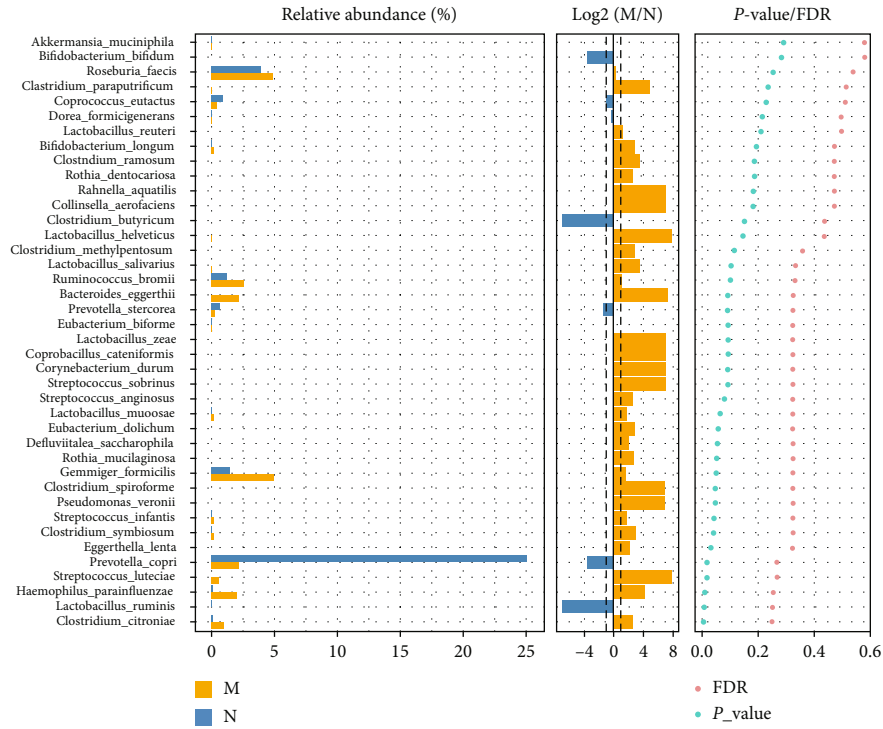 Relative abundance (%)
Log2 (M/N)
P-value/FDR
Akkermansia_muciniphila
Bifidobacterium_bifidum
Roseburia_faecis
Clastridium_paraputrificum
Coprococcus_eutactus
Dorea_formicigenerans
Lactobacillus_reuteri
Bifidobacterium_longum
Clostndium_ramosum
Rothia_dentocariosa
Rahnella_aquatilis
Collinsella_aerofaciens
Clostridium_butyricum
Lactobacillus_helveticus
Clostridium_methylpentosum
Lactobacillus_salivarius
Ruminococcus_bromii
Bacteroides_eggerthii
Prevotella_stercorea
Eubacterium_biforme
Lactobacillus_zeae
Coprobacillus_cateniformis
Corynebacterium_durum
Streptococcus_sobrinus
Streptococcus_anginosus
Lactobacillus_muoosae
Eubacterium_dolichum
Defluviitalea_saccharophila
Rothia_mucilaginosa
Gemmiger_formicilis
Clostridium_spiroforme
Pseudomonas_veronii
Streptococcus_infantis
Clostridium_symbiosum
Eggerthella_lenta
Prevotella_copri
Streptococcus_luteciae
Haemophilus_parainfluenzae
Lactobacillus_ruminis
Clostridium_citroniae
0 5 10 15 20 25
−4 0 4 8
0.0 0.2 0.4 0.6
M
N
FDR
P_value